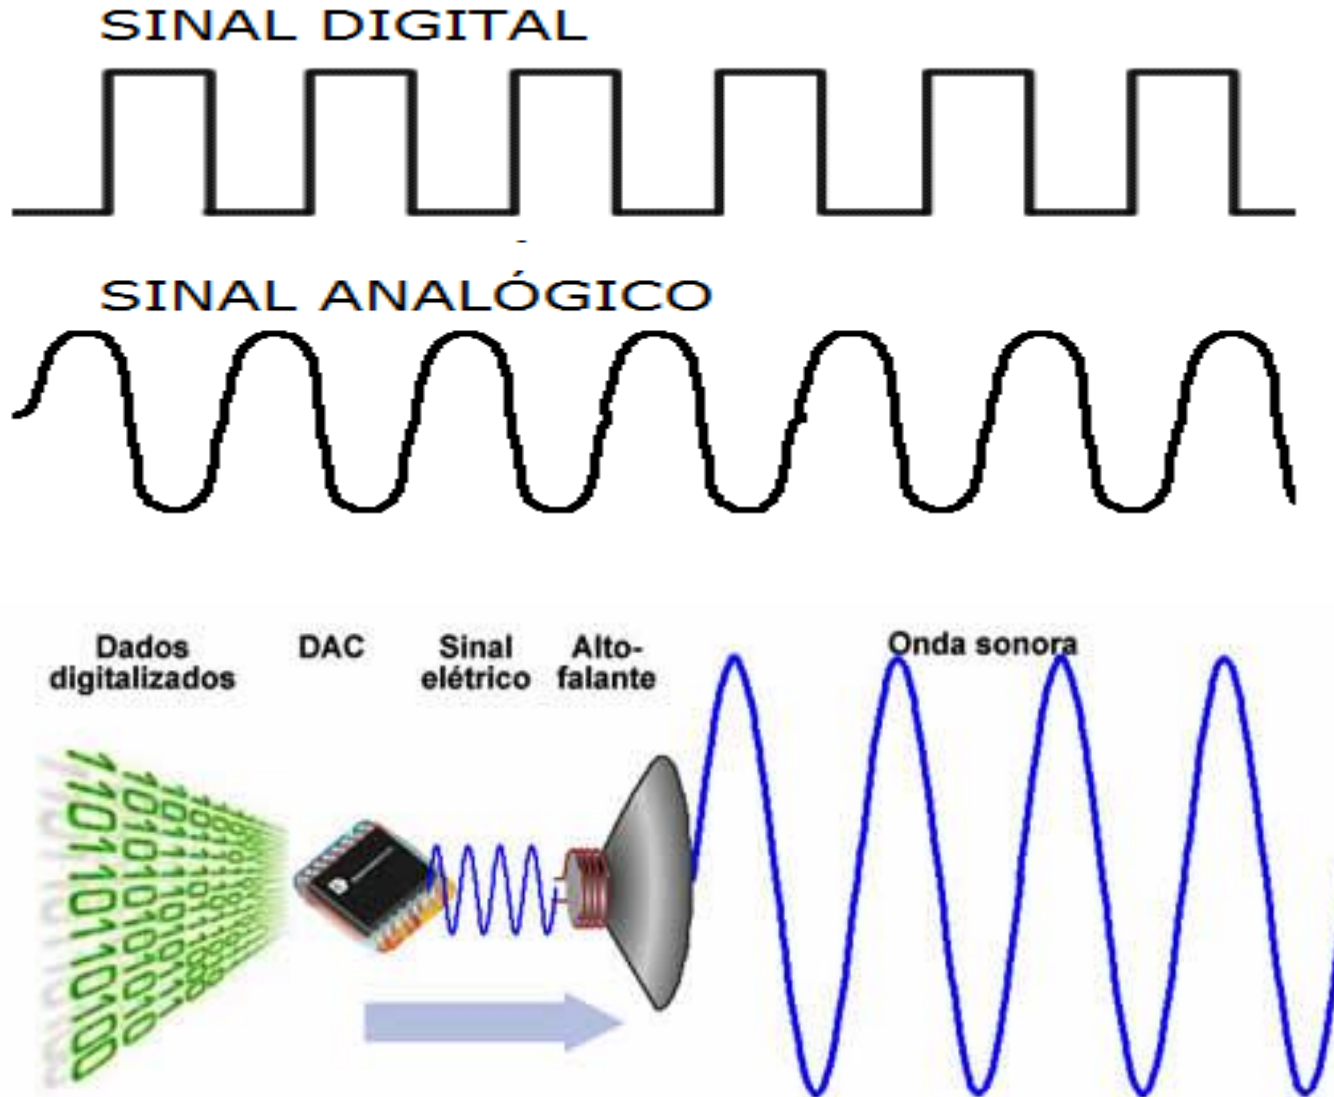 SINAL DIGITAL
SINAL ANALÓGICO
Dados
digitalizados
DAC
Sinal
elétrico
Alto-
falante
Onda sonora